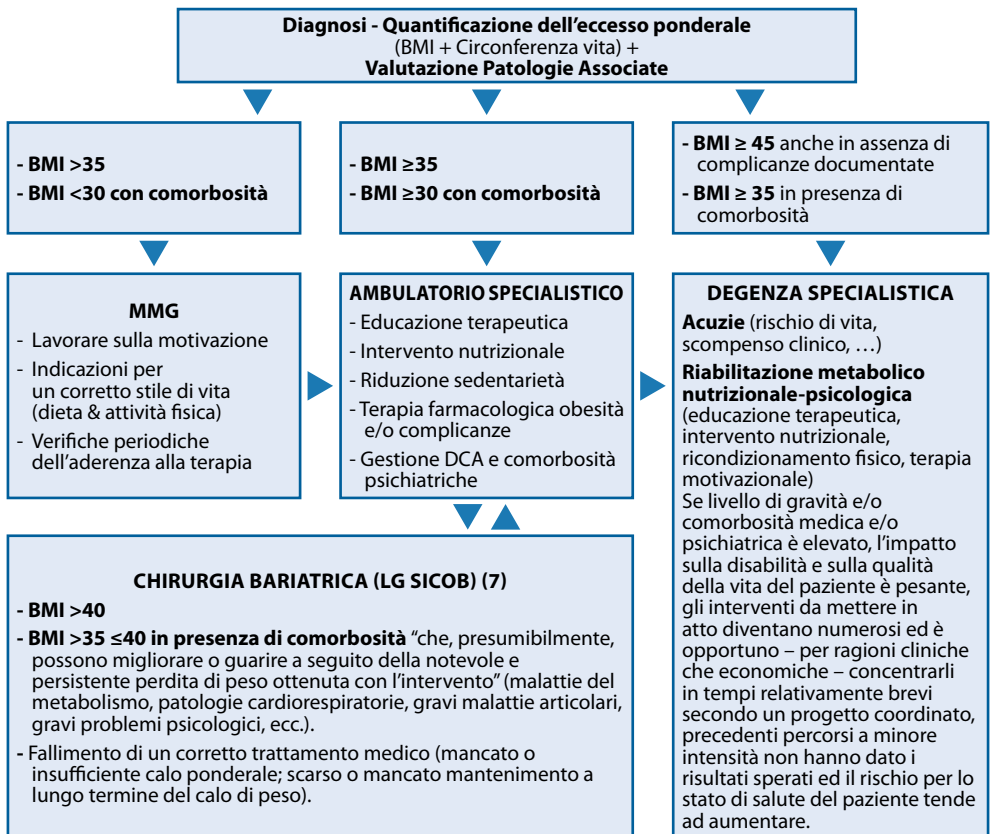 Diagnosi - Quantificazione dell'eccesso ponderale
(BMI + Circonferenza vita) +
Valutazione Patologie Associate
- BMI >35
- BMI <30 con comorbosità
- BMI ≥35
- BMI ≥30 con comorbosità
- BMI ≥ 45 anche in assenza di
complicanze documentate
- BMI ≥ 35 in presenza di
comorbosità
MMG
- Lavorare sulla motivazione
- Indicazioni per
un corretto stile di vita
(dieta & attività fisica)
- Verifiche periodiche
dell'aderenza alla terapia
AMBULATORIO SPECIALISTICO
- Educazione terapeutica
- Intervento nutrizionale
- Riduzione sedentarietà
- Terapia farmacologica obesità
e/o complicanze
- Gestione DCA e comorbosità
psichiatriche
DEGENZA SPECIALISTICA
Acuzie (rischio di vita,
scompenso clinico, …)
Riabilitazione metabolico
nutrizionale-psicologica
(educazione terapeutica,
intervento nutrizionale,
ricondizionamento fisico, terapia
motivazionale)
Se livello di gravità e/o
comorbosità medica e/o
psichiatrica è elevato, l'impatto
sulla disabilità e sulla qualità
della vita del paziente è pesante,
gli interventi da mettere in
atto diventano numerosi ed è
opportuno – per ragioni cliniche
che economiche – concentrarli
in tempi relativamente brevi
secondo un progetto coordinato,
precedenti percorsi a minore
intensità non hanno dato i
risultati sperati ed il rischio per lo
stato di salute del paziente tende
ad aumentare.
CHIRURGIA BARIATRICA (LG SICOB) (7)
- BMI >40
- BMI >35 ≤40 in presenza di comorbosità "che, presumibilmente,
possono migliorare o guarire a seguito della notevole e
persistente perdita di peso ottenuta con l'intervento" (malattie del
metabolismo, patologie cardiorespiratorie, gravi malattie articolari,
gravi problemi psicologici, ecc.).
- Fallimento di un corretto trattamento medico (mancato o
insufficiente calo ponderale; scarso o mancato mantenimento a
lungo termine del calo di peso).